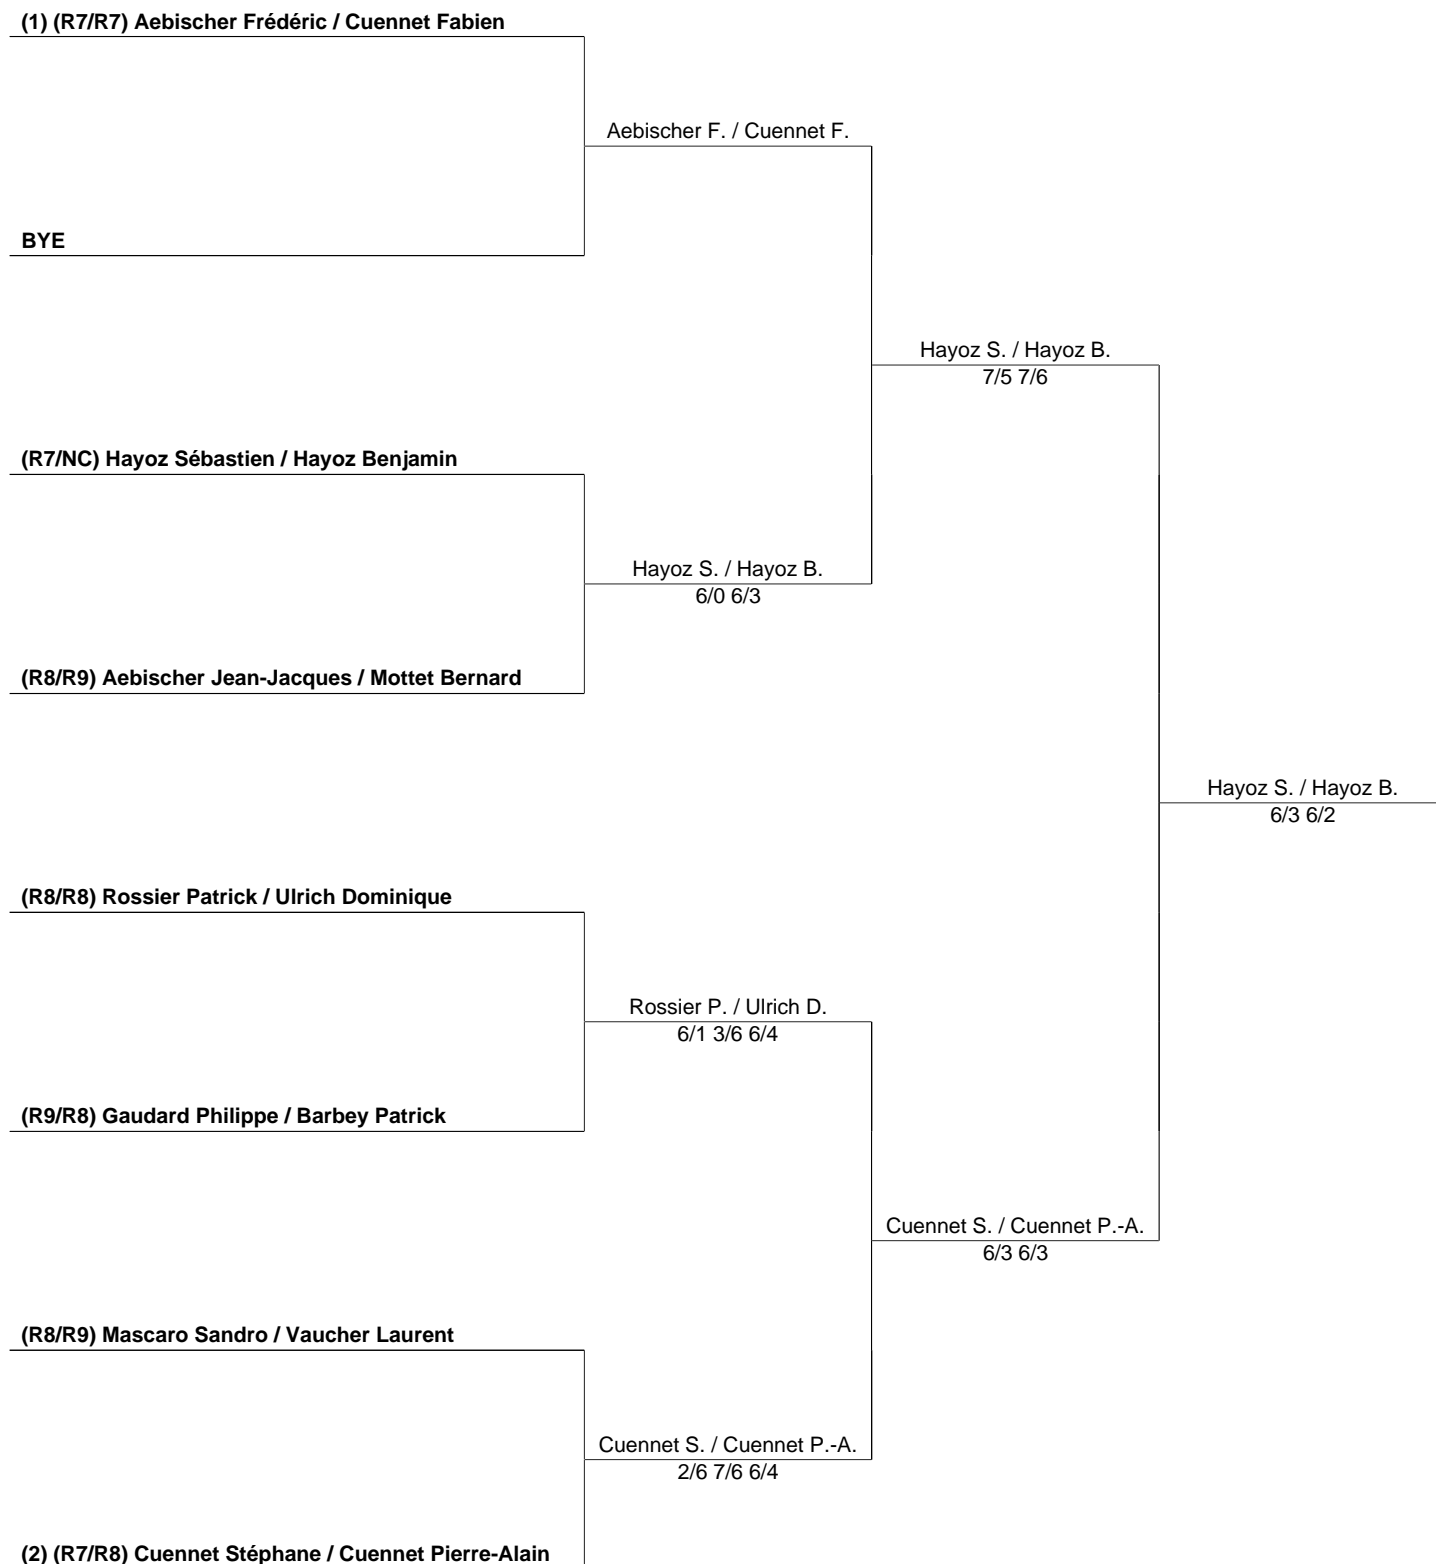 (1) (R7/R7) Aebischer Frédéric / Cuennet Fabien
Aebischer F. / Cuennet F.
BYE
Hayoz S. / Hayoz B.
7/5 7/6
(R7/NC) Hayoz Sébastien / Hayoz Benjamin
Hayoz S. / Hayoz B.
6/0 6/3
(R8/R9) Aebischer Jean-Jacques / Mottet Bernard
Hayoz S. / Hayoz B.
6/3 6/2
(R8/R8) Rossier Patrick / Ulrich Dominique
Rossier P. / Ulrich D.
6/1 3/6 6/4
(R9/R8) Gaudard Philippe / Barbey Patrick
Cuennet S. / Cuennet P.-A.
6/3 6/3
(R8/R9) Mascaro Sandro / Vaucher Laurent
Cuennet S. / Cuennet P.-A.
2/6 7/6 6/4
(2) (R7/R8) Cuennet Stéphane / Cuennet Pierre-Alain